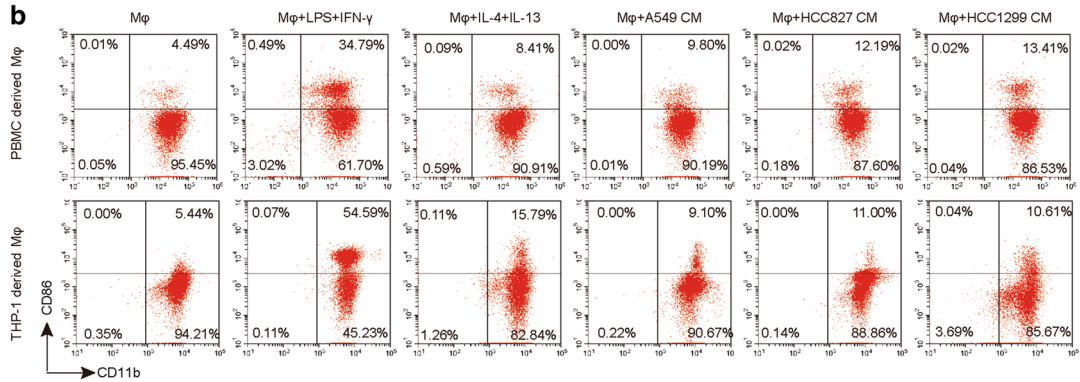 b
Mφ Mφ+LPS+IFN-γ Mφ+IL-4+IL-13 Mφ+A549 CM Mφ+HCC827 CM Mφ+HCC1299 CM
PBMC derived Mφ
0.01% 4.49% 0.49% 34.79% 0.09% 8.41% 0.00% 9.80% 0.02% 12.19% 0.02% 13.41%
0.05% 95.45% 3.02% 61.70% 0.59% 90.91% 0.01% 90.19% 0.18% 87.60% 0.04% 86.53%
THP-1 derived Mφ
0.00% 5.44% 0.07% 54.59% 0.11% 15.79% 0.00% 9.10% 0.00% 11.00% 0.04% 10.61%
0.35% 94.21% 0.11% 45.23% 1.26% 82.84% 0.22% 90.67% 0.14% 88.86% 3.69% 85.67%
CD86
CD11b